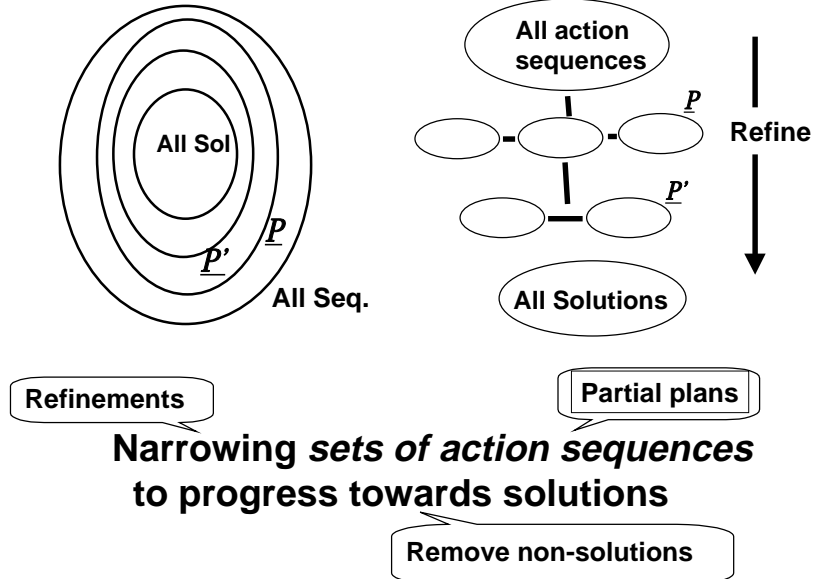 All Sol
P
P’
All Seq.
All action
sequences
P
Refine
P’
All Solutions
Refinements
Partial plans
Narrowing sets of action sequences
to progress towards solutions
Remove non-solutions